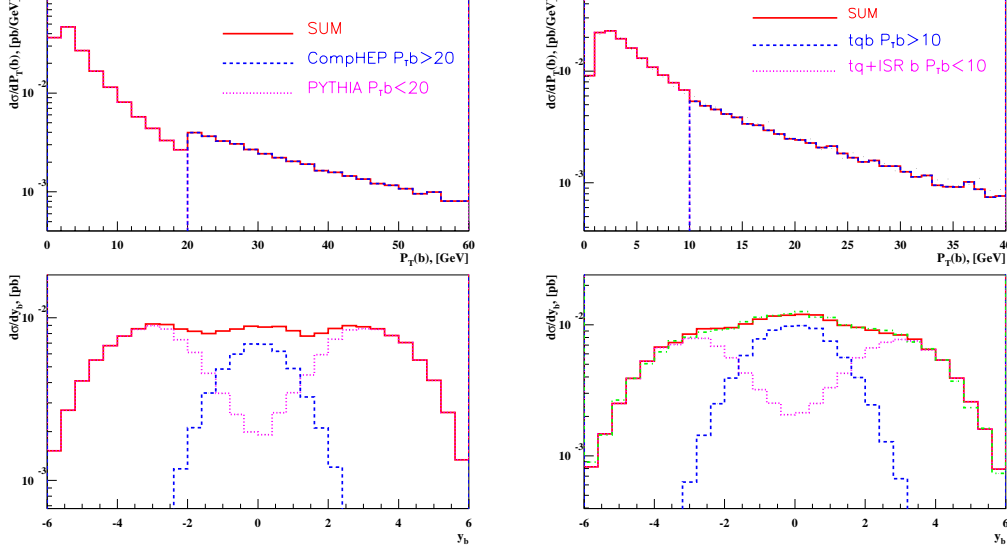 dσ/dP_T(b), [pb/GeV]
SUM
CompHEP P_Tb>20
PYTHIA P_Tb<20
10^-2
10^-3
0 10 20 30 40 50 60
P_T(b), [GeV]
dσ/dP_T(b), [pb/GeV]
SUM
tqb P_Tb>10
tq+ISR b P_Tb<10
10^-2
10^-3
0 5 10 15 20 25 30 35 40
P_T(b), [GeV]
dσ/dy_b, [pb]
10^-2
10^-3
-6 -4 -2 0 2 4 6
y_b
dσ/dy_b, [pb]
10^-2
10^-3
-6 -4 -2 0 2 4 6
y_b